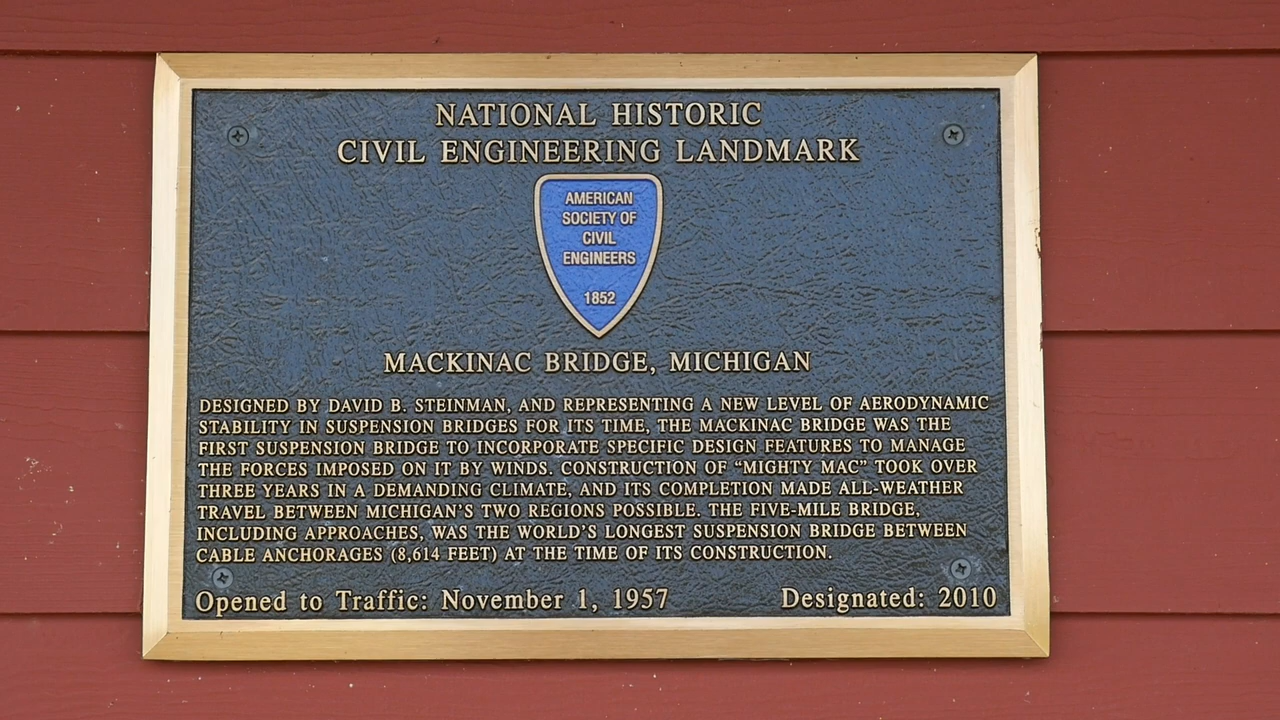 NATIONAL HISTORIC
CIVIL ENGINEERING LANDMARK
AMERICAN
SOCIETY OF
CIVIL
ENGINEERS
1852
MACKINAC BRIDGE, MICHIGAN
DESIGNED BY DAVID B. STEINMAN, AND REPRESENTING A NEW LEVEL OF AERODYNAMIC
STABILITY IN SUSPENSION BRIDGES FOR ITS TIME, THE MACKINAC BRIDGE WAS THE
FIRST SUSPENSION BRIDGE TO INCORPORATE SPECIFIC DESIGN FEATURES TO MANAGE
THE FORCES IMPOSED ON IT BY WINDS. CONSTRUCTION OF “MIGHTY MAC” TOOK OVER
THREE YEARS IN A DEMANDING CLIMATE, AND ITS COMPLETION MADE ALL-WEATHER
TRAVEL BETWEEN MICHIGAN’S TWO REGIONS POSSIBLE. THE FIVE-MILE BRIDGE,
INCLUDING APPROACHES, WAS THE WORLD’S LONGEST SUSPENSION BRIDGE BETWEEN
CABLE ANCHORAGES (8,614 FEET) AT THE TIME OF ITS CONSTRUCTION.
Opened to Traffic: November 1, 1957 Designated: 2010